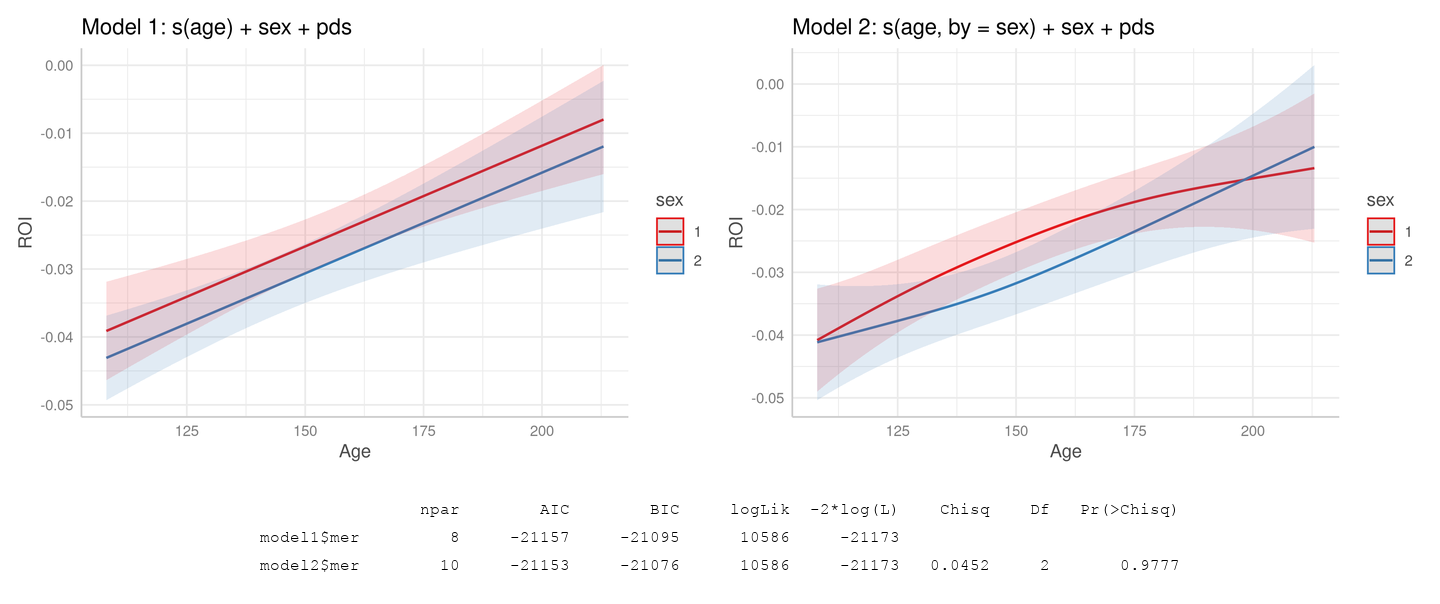 Model 1: s(age) + sex + pds
0.00
-0.01
-0.02
-0.03
-0.04
-0.05
ROI
125 150 175 200
Age
sex
1
2
Model 2: s(age, by = sex) + sex + pds
0.00
-0.01
-0.02
-0.03
-0.04
-0.05
ROI
125 150 175 200
Age
sex
1
2
npar AIC BIC logLik -2*log(L) Chisq Df Pr(>Chisq)
model1$mer 8 -21157 -21095 10586 -21173
model2$mer 10 -21153 -21076 10586 -21173 0.0452 2 0.9777